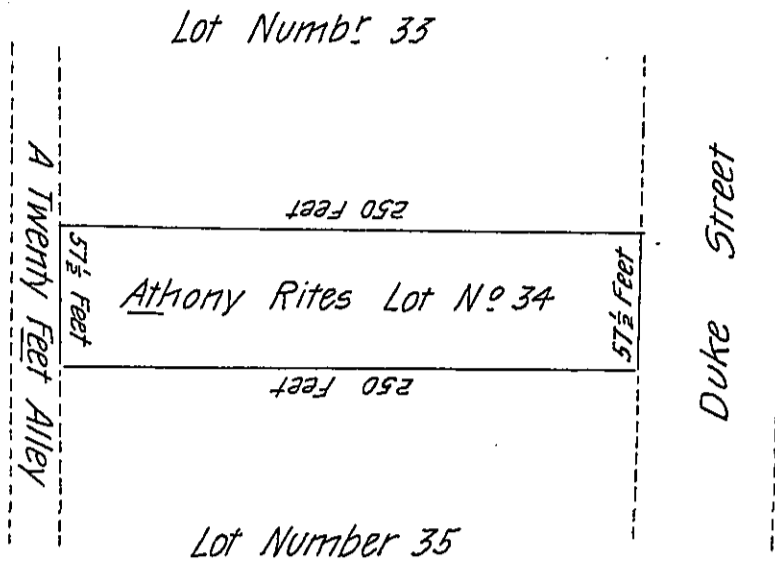 Lot Numbr 33
A Twenty Feet Alley
250 Feet
57½ Feet
Athony Rites Lot No 34
57½ Feet
250 Feet
Duke Street
Lot Number 35